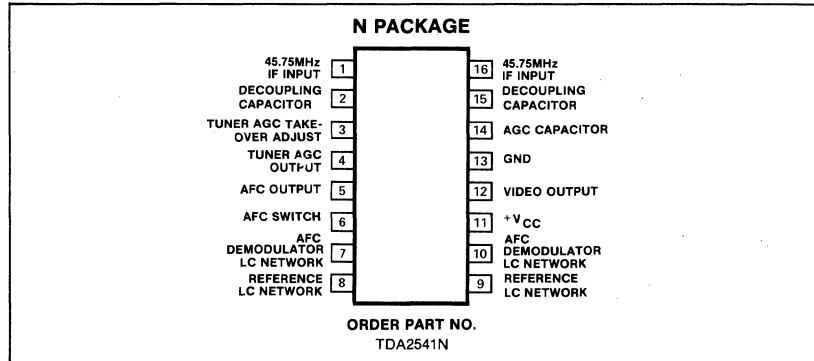 N PACKAGE
45.75MHz
IF INPUT
1
DECOUPLING
CAPACITOR
2
TUNER AGC TAKE-
OVER ADJUST
3
TUNER AGC
OUTPUT
4
AFC OUTPUT
5
AFC SWITCH
6
AFC
DEMODULATOR
LC NETWORK
7
REFERENCE
LC NETWORK
8
16
45.75MHz
IF INPUT
15
DECOUPLING
CAPACITOR
14
AGC CAPACITOR
13
GND
12
VIDEO OUTPUT
11
+VCC
10
AFC
DEMODULATOR
LC NETWORK
9
REFERENCE
LC NETWORK
ORDER PART NO.
TDA2541N